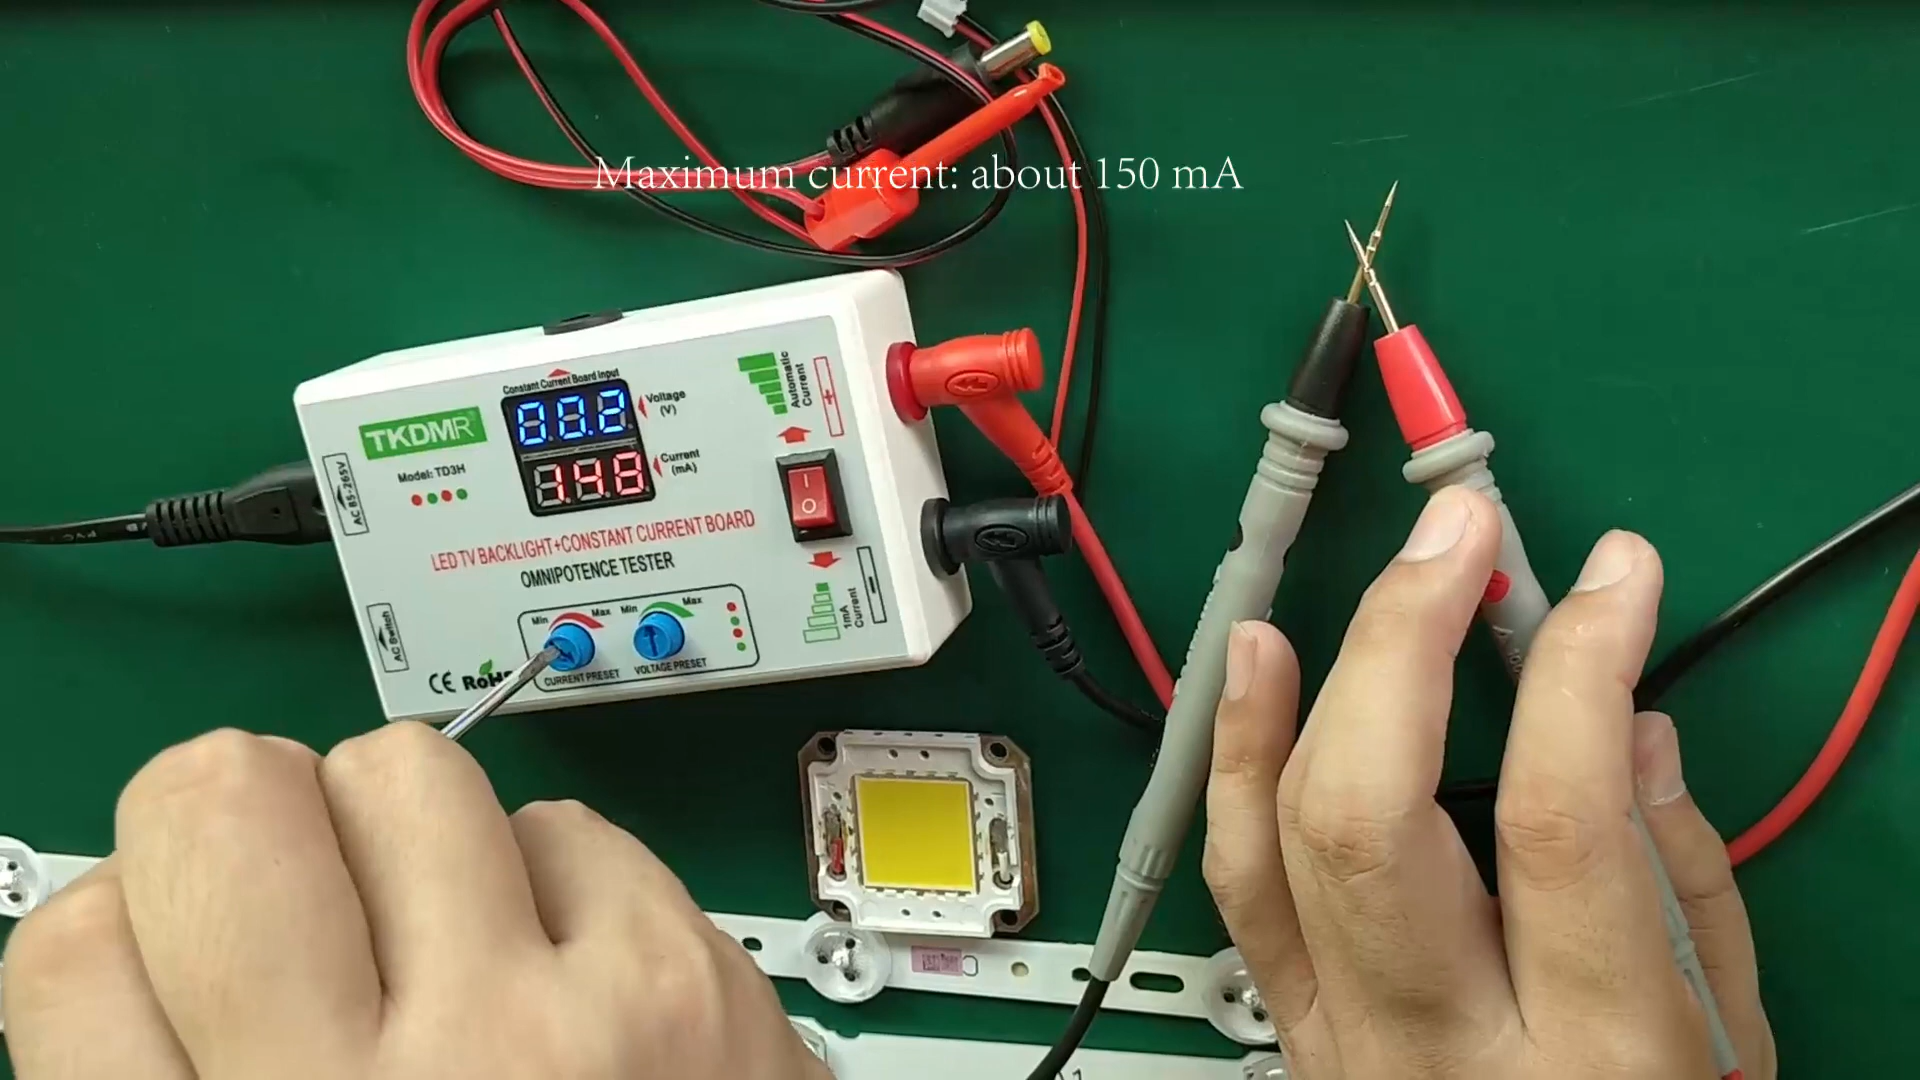 Maximum current: about 150 mA
Constant Current Board Input
00.2
Voltage
(V)
148
Current
(mA)
TKDMR
Model: TD3H
AC 85-265V
AC Switch
LED TV BACKLIGHT+CONSTANT CURRENT BOARD
OMNIPOTENCE TESTER
Automatic
Current
+
I
O
1mA
Current
-
Min
Max
Min
Max
CURRENT PRESET
VOLTAGE PRESET
CE RoHS